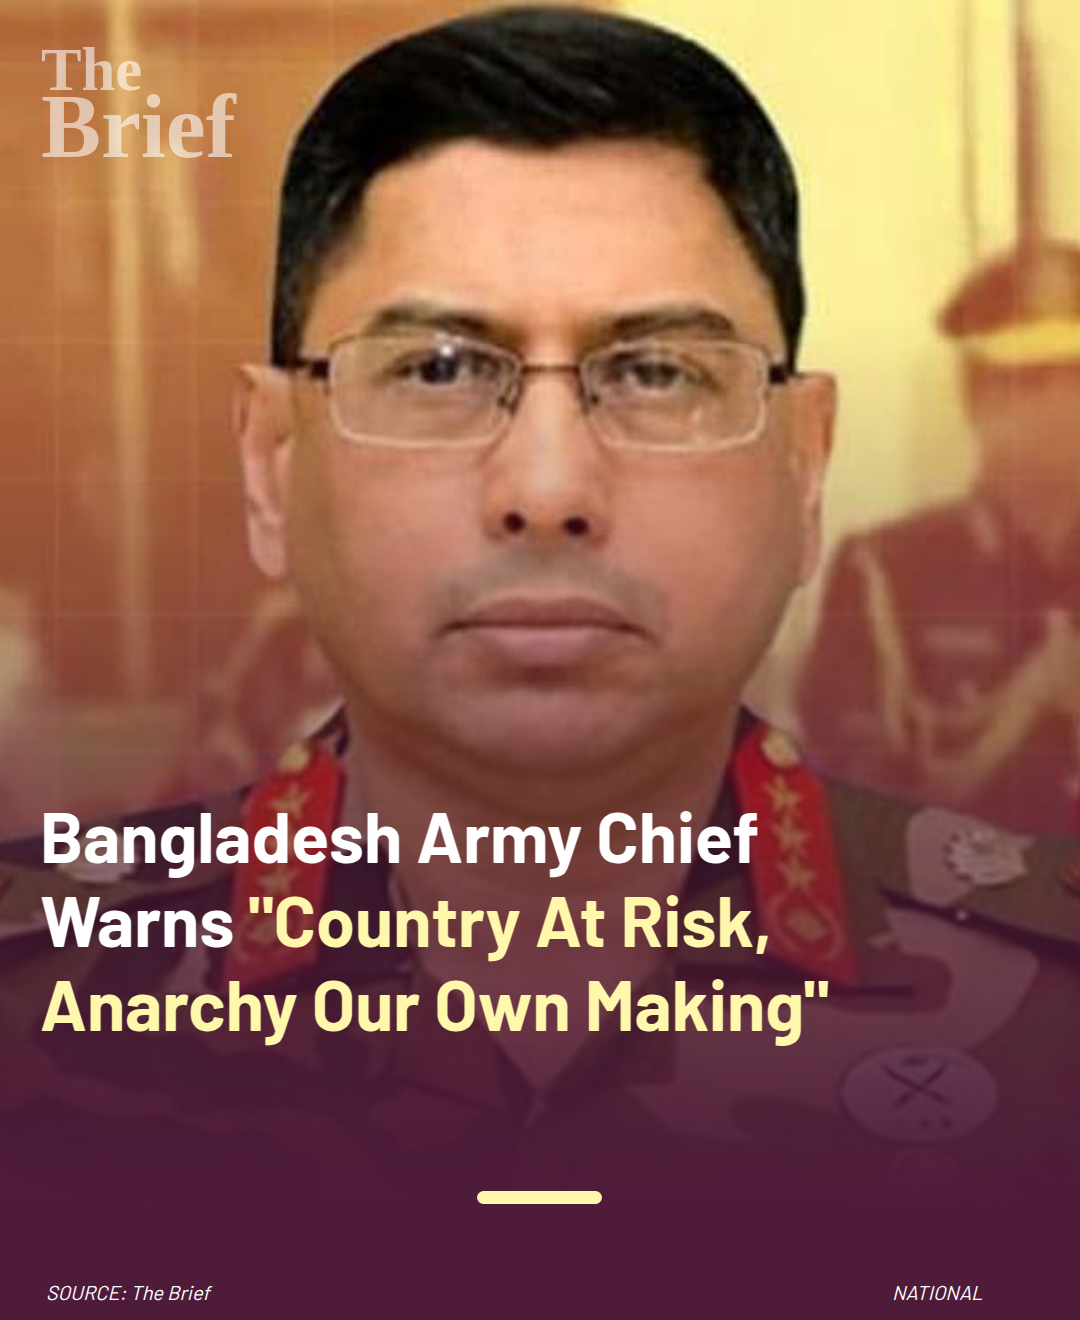 The
Brief
Bangladesh Army Chief
Warns "Country At Risk,
Anarchy Our Own Making"
SOURCE: The Brief
NATIONAL